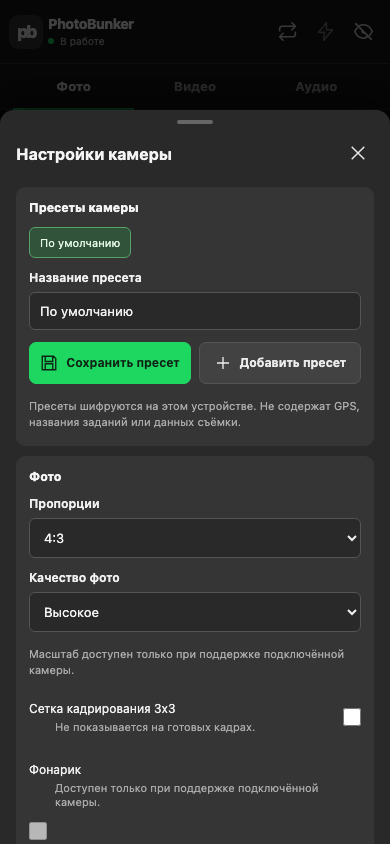 pb PhotoBunker
В работе
Фото Видео Аудио
Настройки камеры
Пресеты камеры
По умолчанию
Название пресета
По умолчанию
Сохранить пресет
Добавить пресет
Пресеты шифруются на этом устройстве. Не содержат GPS,
названия заданий или данных съёмки.
Фото
Пропорции
4:3
Качество фото
Высокое
Масштаб доступен только при поддержке подключённой
камеры.
Сетка кадрирования 3х3
Не показывается на готовых кадрах.
Фонарик
Доступен только при поддержке подключённой
камеры.